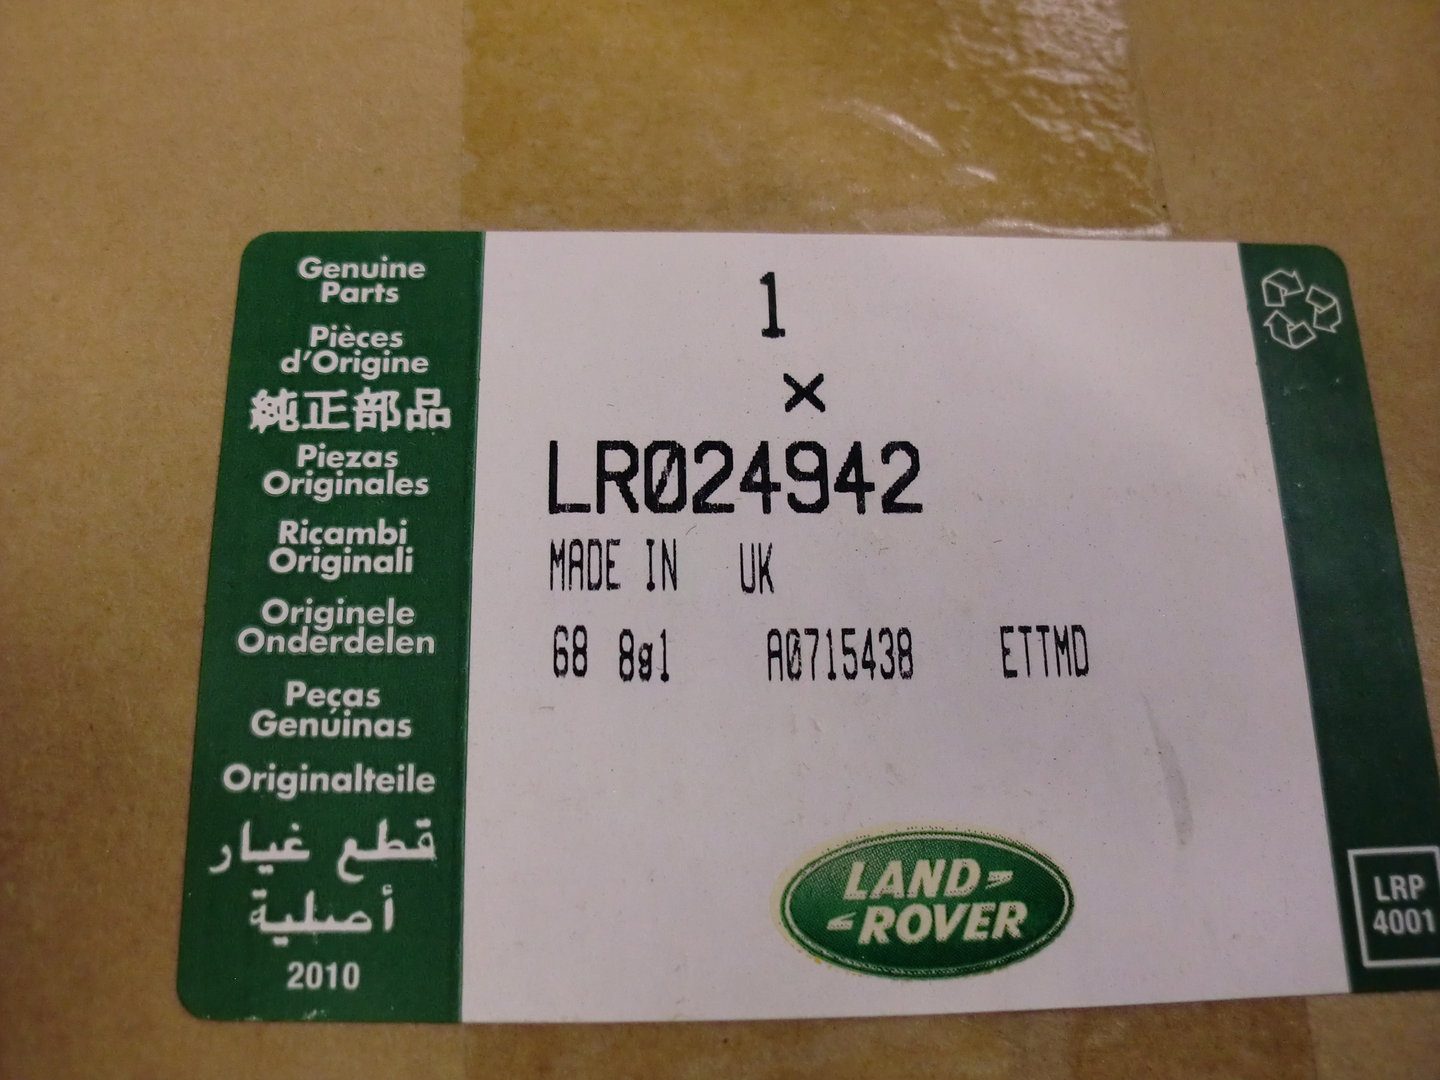 Genuine
Parts
Pièces
d'Origine
純正部品
Piezas
Originales
Ricambi
Originali
Originele
Onderdelen
Peças
Genuínas
Originalteile
قطع غيار
أصلية
2010
1
×
LR024942
MADE IN UK
68 8g1 A0715438 ETTMD
LAND
ROVER
LRP
4001